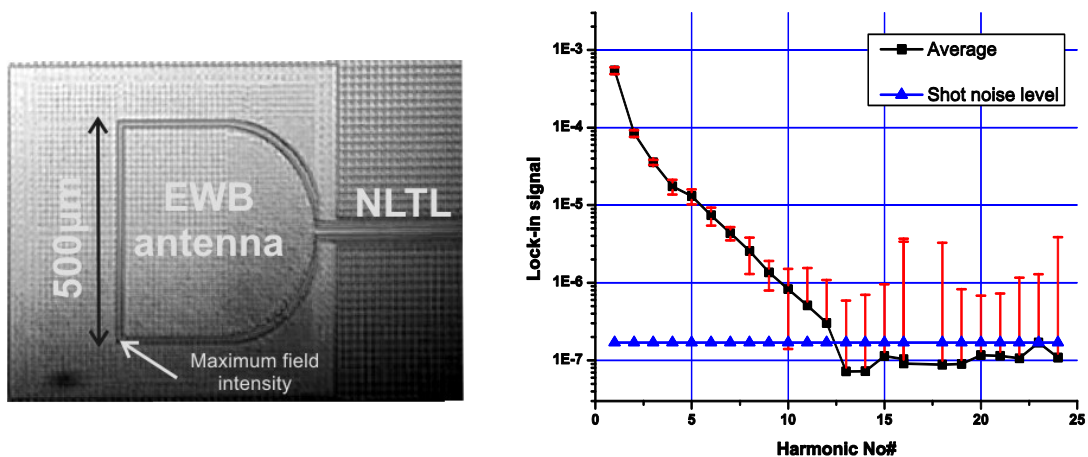 500µm
EWB
antenna
NLTL
Maximum field
intensity
Lock-in signal
1E-3
1E-4
1E-5
1E-6
1E-7
Average
Shot noise level
0
5
10
15
20
25
Harmonic No#